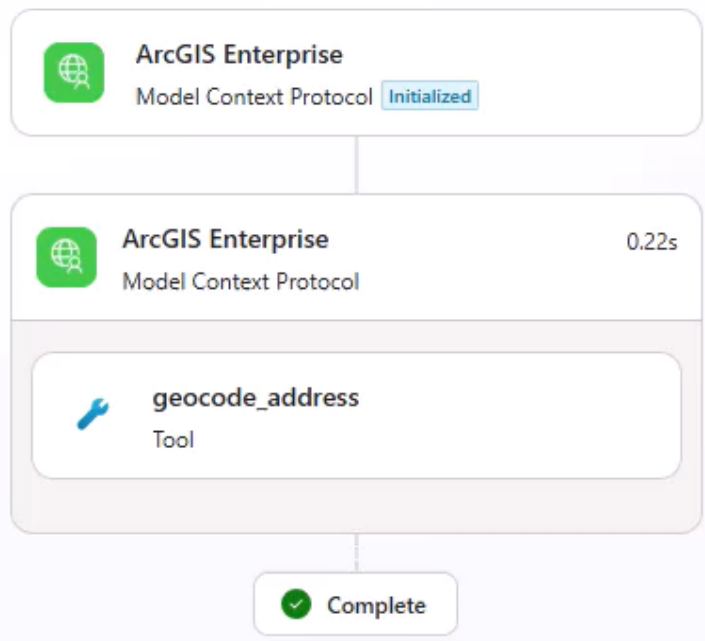 ArcGIS Enterprise
Model Context Protocol Initialized
ArcGIS Enterprise 0.22s
Model Context Protocol
geocode_address
Tool
Complete